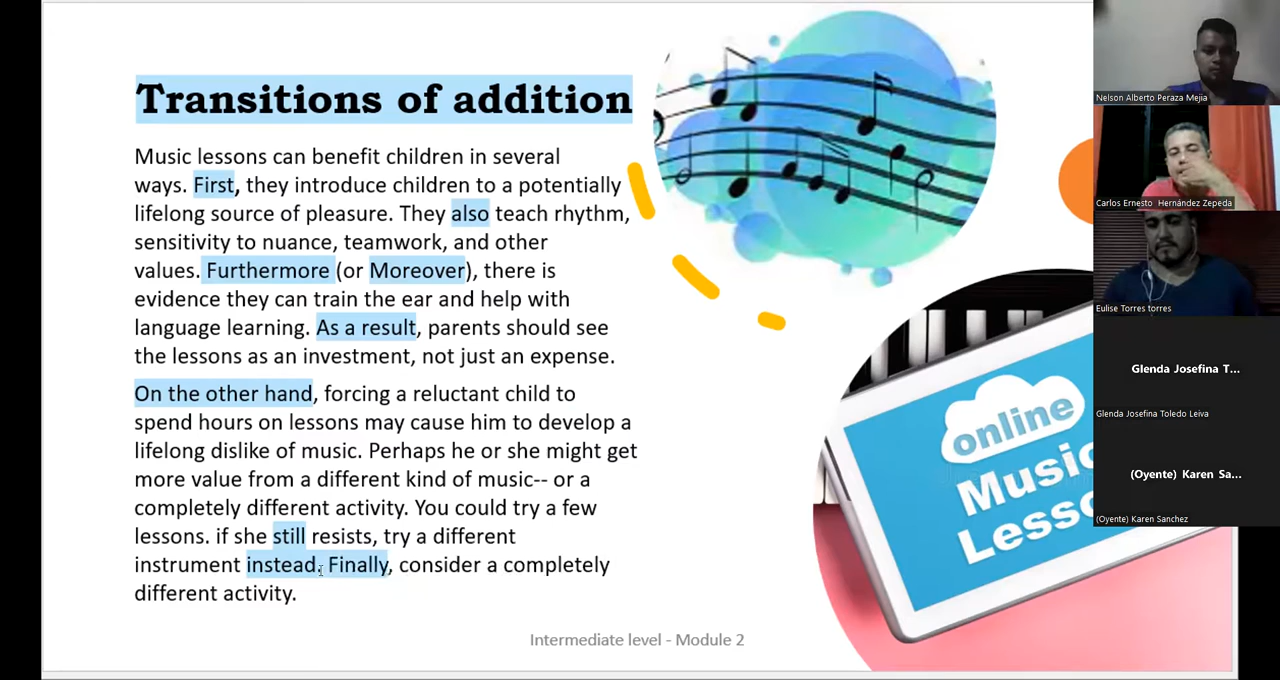 Transitions of addition
Music lessons can benefit children in several
ways. First, they introduce children to a potentially
lifelong source of pleasure. They also teach rhythm,
sensitivity to nuance, teamwork, and other
values. Furthermore (or Moreover), there is
evidence they can train the ear and help with
language learning. As a result, parents should see
the lessons as an investment, not just an expense.
On the other hand, forcing a reluctant child to
spend hours on lessons may cause him to develop a
lifelong dislike of music. Perhaps he or she might get
more value from a different kind of music-- or a
completely different activity. You could try a few
lessons. if she still resists, try a different
instrument instead. Finally, consider a completely
different activity.
Intermediate level - Module 2
online
Music
Lesso
Nelson Alberto Peraza Mejia
Carlos Ernesto Hernández Zepeda
Eulise Torres torres
Glenda Josefina T...
Glenda Josefina Toledo Leiva
(Oyente) Karen Sa...
(Oyente) Karen Sanchez